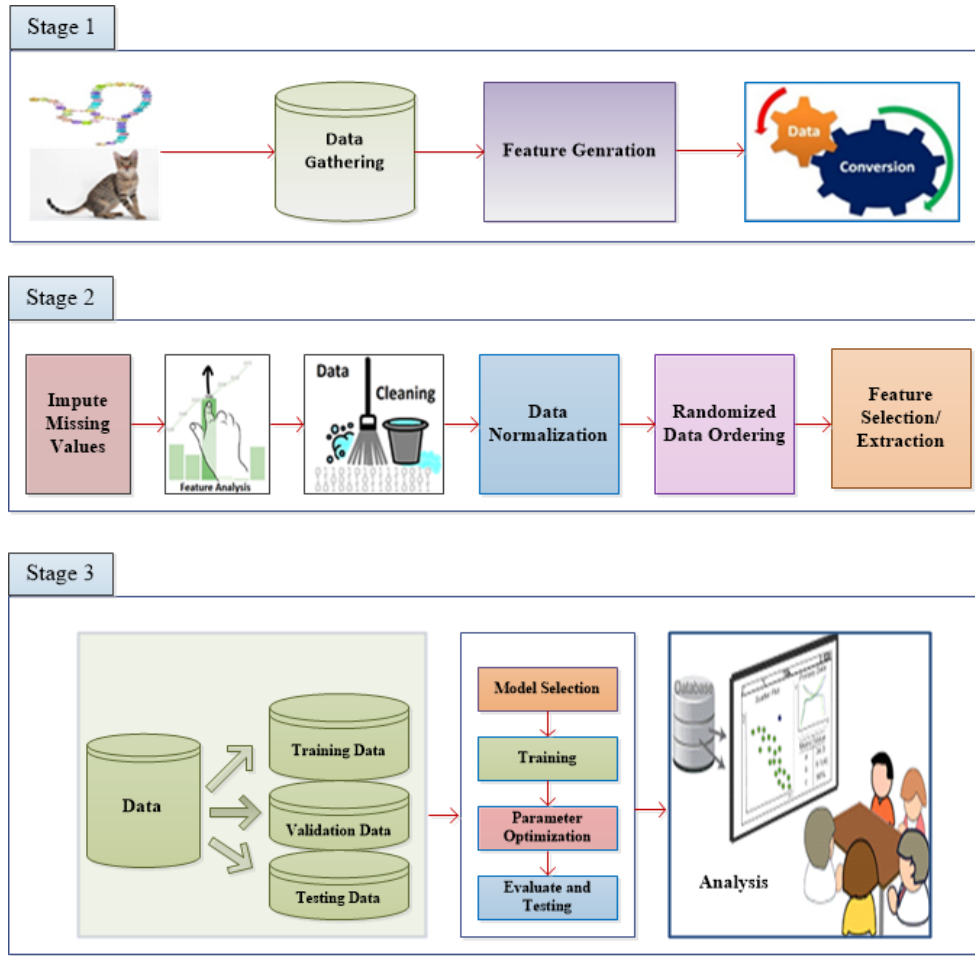 Stage 1
Data
Gathering
Feature Genration
Data
Conversion
Stage 2
Impute
Missing
Values
Feature Analysis
Data
Cleaning
Data
Normalization
Randomized
Data Ordering
Feature
Selection/
Extraction
Stage 3
Data
Training Data
Validation Data
Testing Data
Model Selection
Training
Parameter
Optimization
Evaluate and
Testing
Database
Scatter Plot
Analysis